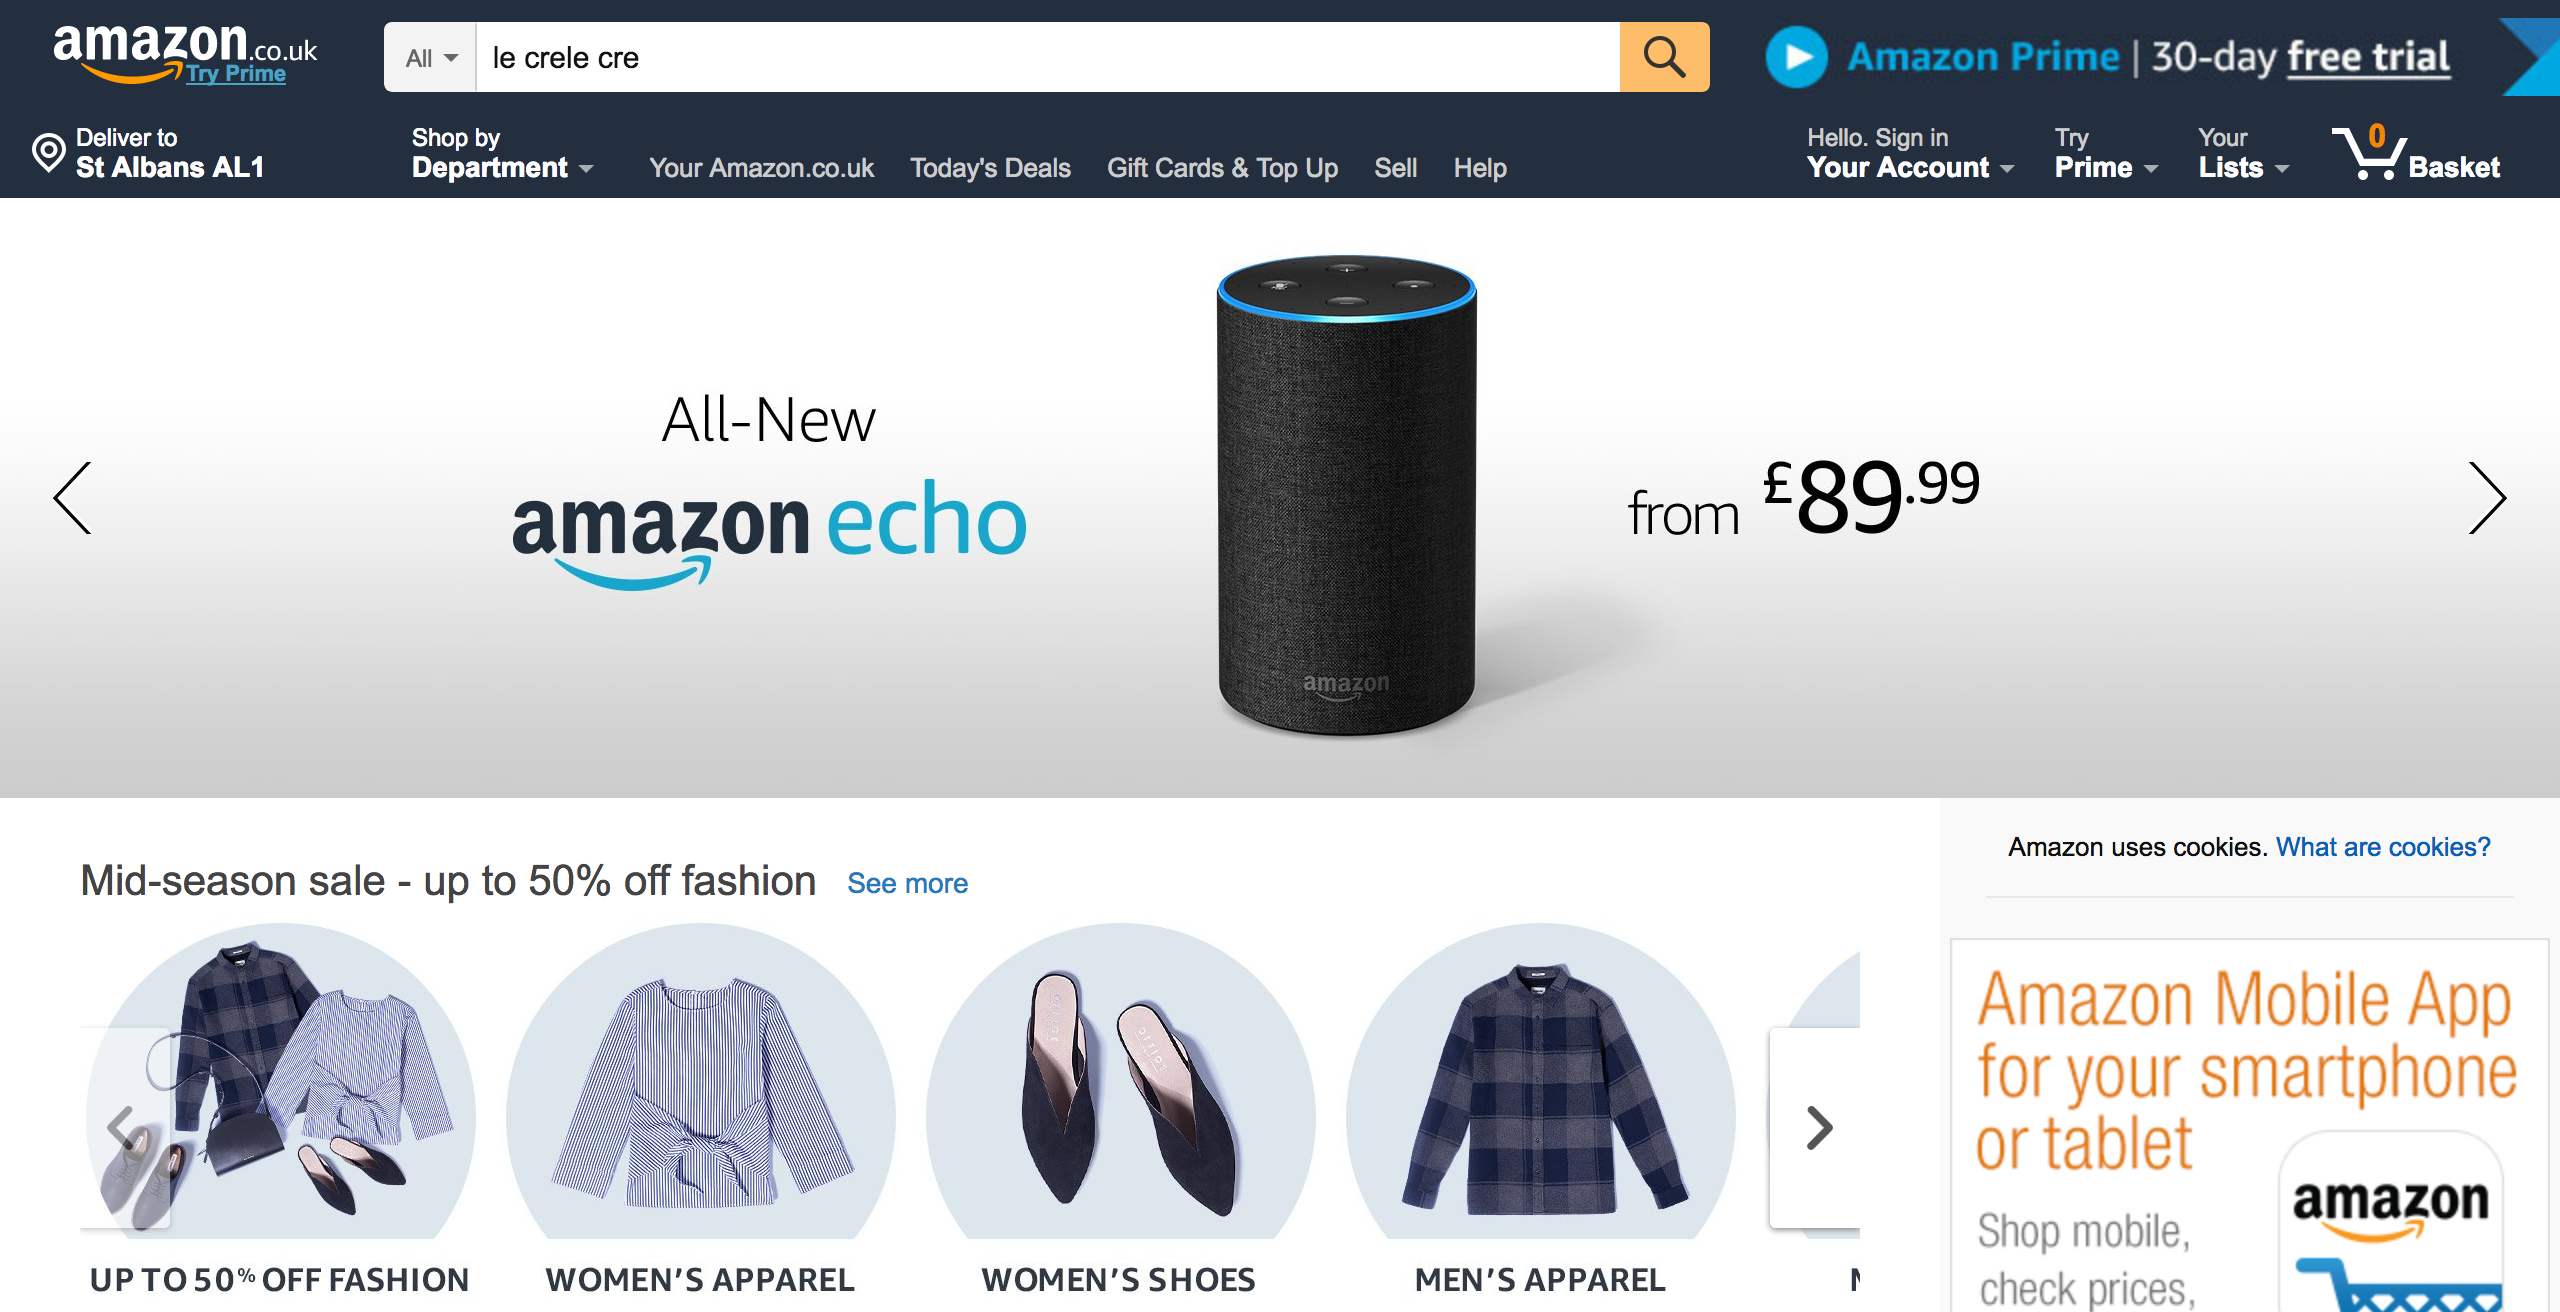 amazon.co.uk
Try Prime
All
le crele cre
Amazon Prime | 30-day free trial
Deliver to
St Albans AL1
Shop by
Department
Your Amazon.co.uk
Today's Deals
Gift Cards & Top Up
Sell
Help
Hello. Sign in
Your Account
Try
Prime
Your
Lists
0
Basket
All-New
amazon echo
from £89.99
amazon
Mid-season sale - up to 50% off fashion
See more
UP TO 50% OFF FASHION
WOMEN'S APPAREL
OFFICE
WOMEN'S SHOES
MEN'S APPAREL
Amazon uses cookies. What are cookies?
Amazon Mobile App
for your smartphone
or tablet
Shop mobile,
check prices,
amazon